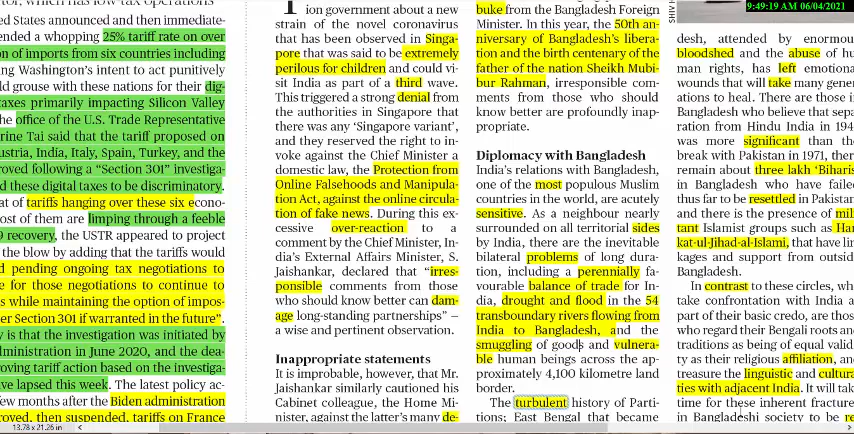 which has low tax operations
ed States announced and then immediate-
ended a whopping 25% tariff rate on over
on of imports from six countries including
ng Washington's intent to act punitively
ld grouse with these nations for their dig-
taxes primarily impacting Silicon Valley
he office of the U.S. Trade Representative
rine Tai said that the tariff proposed on
ustria, India, Italy, Spain, Turkey, and the
roved following a "Section 301" investiga-
d these digital taxes to be discriminatory.
at of tariffs hanging over these six econo-
ost of them are limping through a feeble
9 recovery, the USTR appeared to project
the blow by adding that the tariffs would
d pending ongoing tax negotiations to
e for those negotiations to continue to
s while maintaining the option of impos-
er Section 301 if warranted in the future".
y is that the investigation was initiated by
dministration in June 2020, and the dea-
roving tariff action based on the investiga-
ve lapsed this week. The latest policy ac-
few months after the Biden administration
roved, then suspended, tariffs on France
13.78 x 21.26 in
ion government about a new
strain of the novel coronavirus
that has been observed in Singa-
pore that was said to be extremely
perilous for children and could vi-
sit India as part of a third wave.
This triggered a strong denial from
the authorities in Singapore that
there was any 'Singapore variant',
and they reserved the right to in-
voke against the Chief Minister a
domestic law, the Protection from
Online Falsehoods and Manipula-
tion Act, against the online circula-
tion of fake news. During this ex-
cessive over-reaction to a
comment by the Chief Minister, In-
dia's External Affairs Minister, S.
Jaishankar, declared that "irres-
ponsible comments from those
who should know better can dam-
age long-standing partnerships" –
a wise and pertinent observation.
Inappropriate statements
It is improbable, however, that Mr.
Jaishankar similarly cautioned his
Cabinet colleague, the Home Mi-
nister, against the latter's many de-
buke from the Bangladesh Foreign
Minister. In this year, the 50th an-
niversary of Bangladesh's libera-
tion and the birth centenary of the
father of the nation Sheikh Mubi-
bur Rahman, irresponsible com-
ments from those who should
know better are profoundly inap-
propriate.
Diplomacy with Bangladesh
India's relations with Bangladesh,
one of the most populous Muslim
countries in the world, are acutely
sensitive. As a neighbour nearly
surrounded on all territorial sides
by India, there are the inevitable
bilateral problems of long dura-
tion, including a perennially fa-
vourable balance of trade for In-
dia, drought and flood in the 54
transboundary rivers flowing from
India to Bangladesh, and the
smuggling of goods and vulnera-
ble human beings across the ap-
proximately 4,100 kilometre land
border.
The turbulent history of Parti-
tions; East Bengal that became
9:49:19 AM 06/04/2021
SHIV
desh, attended by enormou
bloodshed and the abuse of hu
man rights, has left emotiona
wounds that will take many gener
ations to heal. There are those i
Bangladesh who believe that sepa
ration from Hindu India in 194
was more significant than th
break with Pakistan in 1971, ther
remain about three lakh 'Biharis
in Bangladesh who have failed
thus far to be resettled in Pakistan
and there is the presence of mil
tant Islamist groups such as Har
kat-ul-Jihad-al-Islami, that have lin
kages and support from outsid
Bangladesh.
In contrast to these circles, wh
take confrontation with India a
part of their basic credo, are thos
who regard their Bengali roots and
traditions as being of equal valid
ty as their religious affiliation, an
treasure the linguistic and cultura
ties with adjacent India. It will tak
time for these inherent fracture
in Bangladeshi society to be re